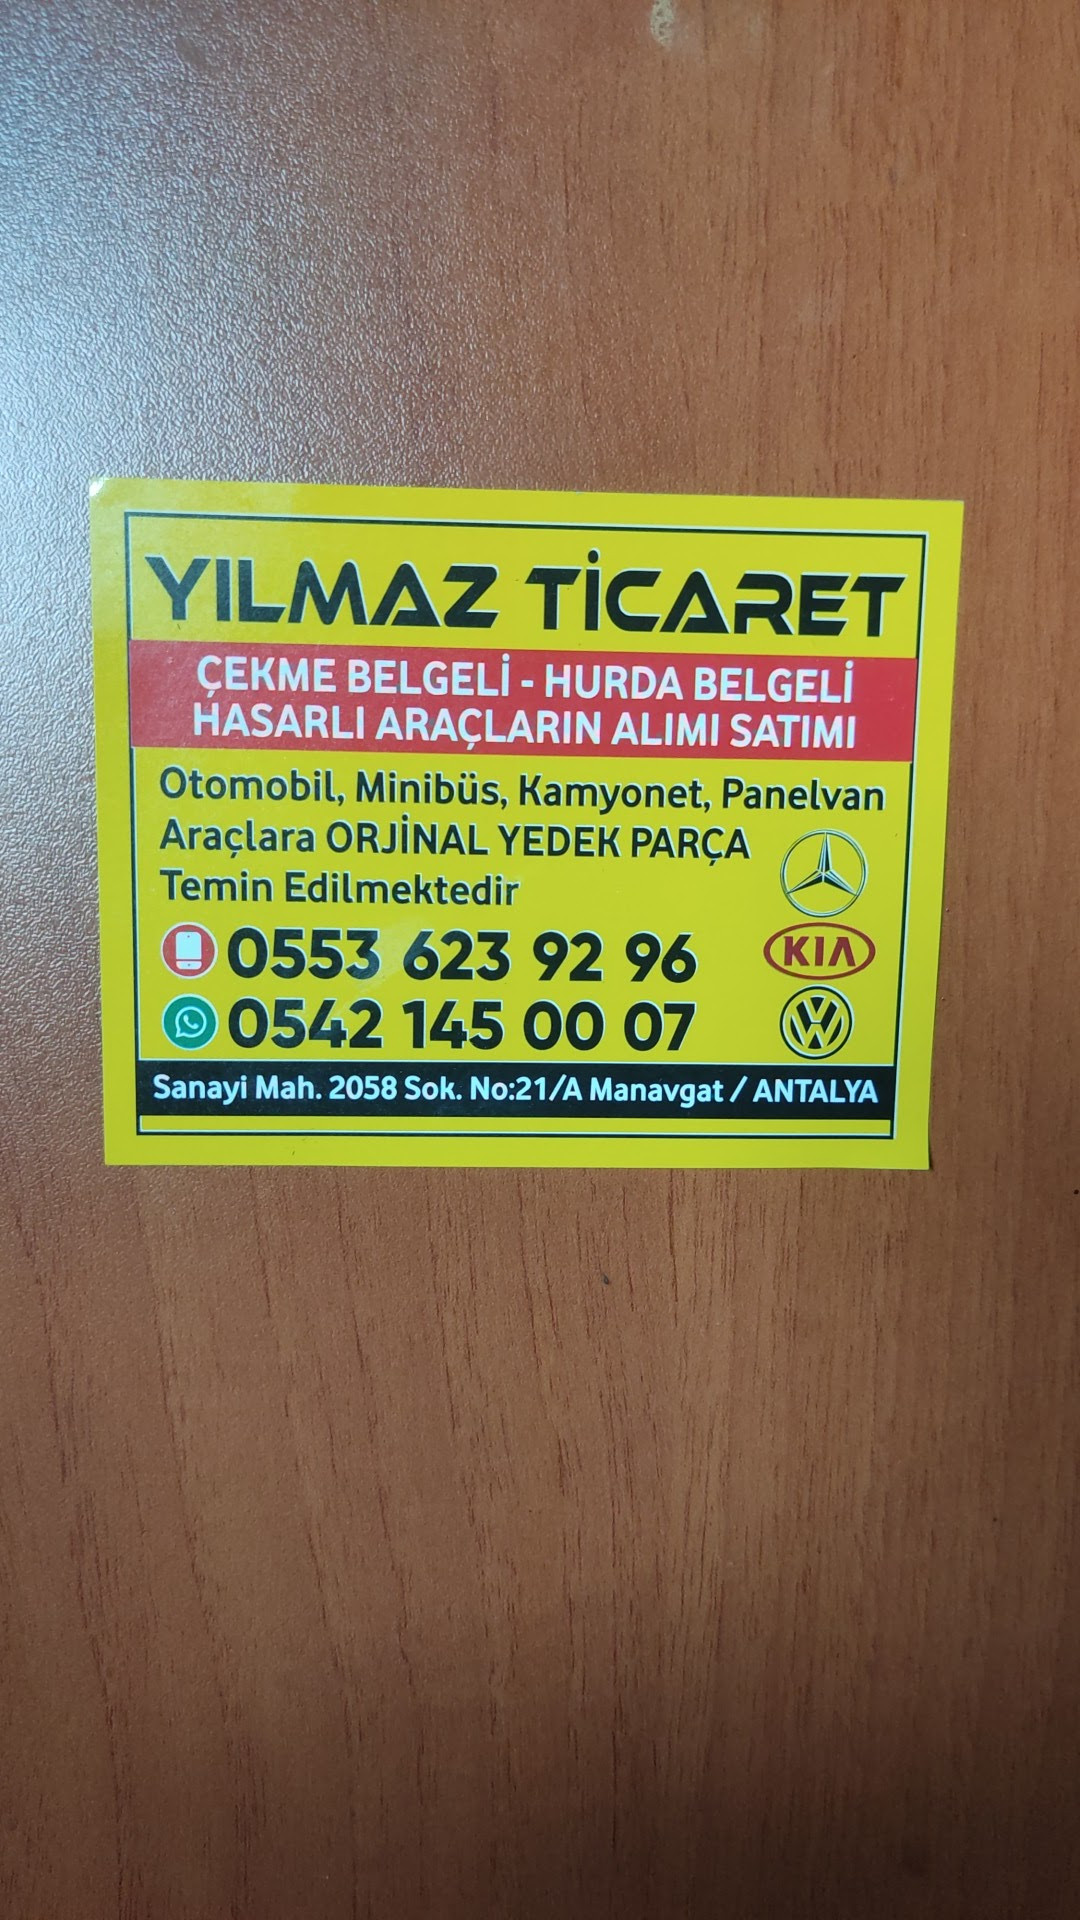 YILMAZ TİCARET
ÇEKME BELGELİ - HURDA BELGELİ
HASARLI ARAÇLARIN ALIMI SATIMI
Otomobil, Minibüs, Kamyonet, Panelvan
Araçlara ORJİNAL YEDEK PARÇA
Temin Edilmektedir
0553 623 92 96
KIA
0542 145 00 07
VW
Sanayi Mah. 2058 Sok. No:21/A Manavgat / ANTALYA